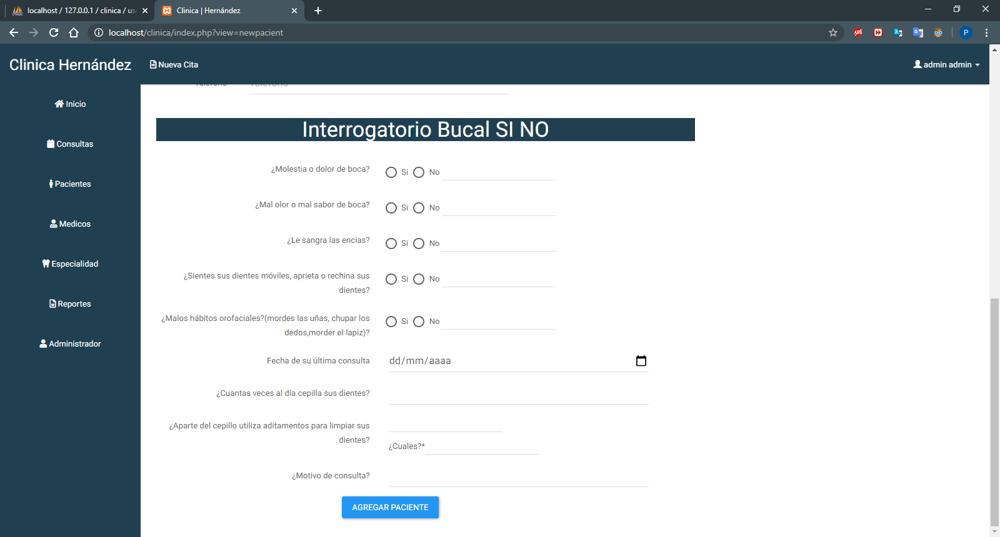 localhost / 127.0.0.1 / clinica / us
Clinica | Hernández
localhost/clinica/index.php?view=newpacient
P
Clinica Hernández
Nueva Cita
admin admin
Inicio
Consultas
Pacientes
Medicos
Especialidad
Reportes
Administrador
Telefono
Telefono
Interrogatorio Bucal SI NO
¿Molestia o dolor de boca?
Si No
¿Mal olor o mal sabor de boca?
Si No
¿Le sangra las encias?
Si No
¿Sientes sus dientes móviles, aprieta o rechina sus
dientes?
Si No
¿Malos hábitos orofaciales?(mordes las uñas, chupar los
dedos,morder el lapiz)?
Si No
Fecha de su última consulta
dd/mm/aaaa
¿Cuantas veces al día cepilla sus dientes?
¿Aparte del cepillo utiliza aditamentos para limpiar sus
dientes?
¿Cuales?*
¿Motivo de consulta?
AGREGAR PACIENTE